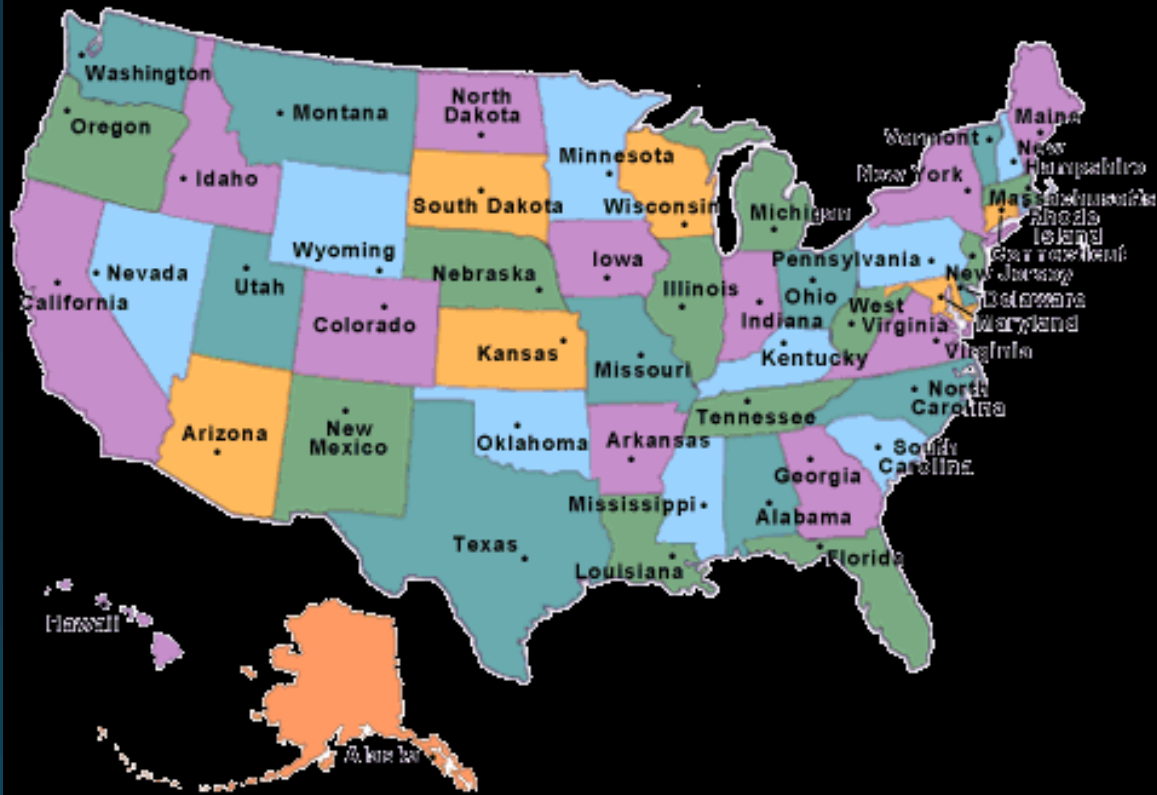 Washington
Montana
North
Dakota
Minnesota
Oregon
Idaho
Wyoming
South Dakota
Wisconsin
Michigan
Vermont
Maine
New
Hampshire
New York
Massachusetts
Rhode
Island
Connecticut
New Jersey
Delaware
Maryland
Virginia
Nevada
California
Utah
Colorado
Nebraska
Iowa
Illinois
Indiana
Ohio
Pennsylvania
West
Virginia
Kansas
Missouri
Kentucky
Tennessee
North
Carolina
South
Carolina
Arizona
New
Mexico
Oklahoma
Arkansas
Mississippi
Alabama
Georgia
Texas
Louisiana
Florida
Hawaii
Alaska